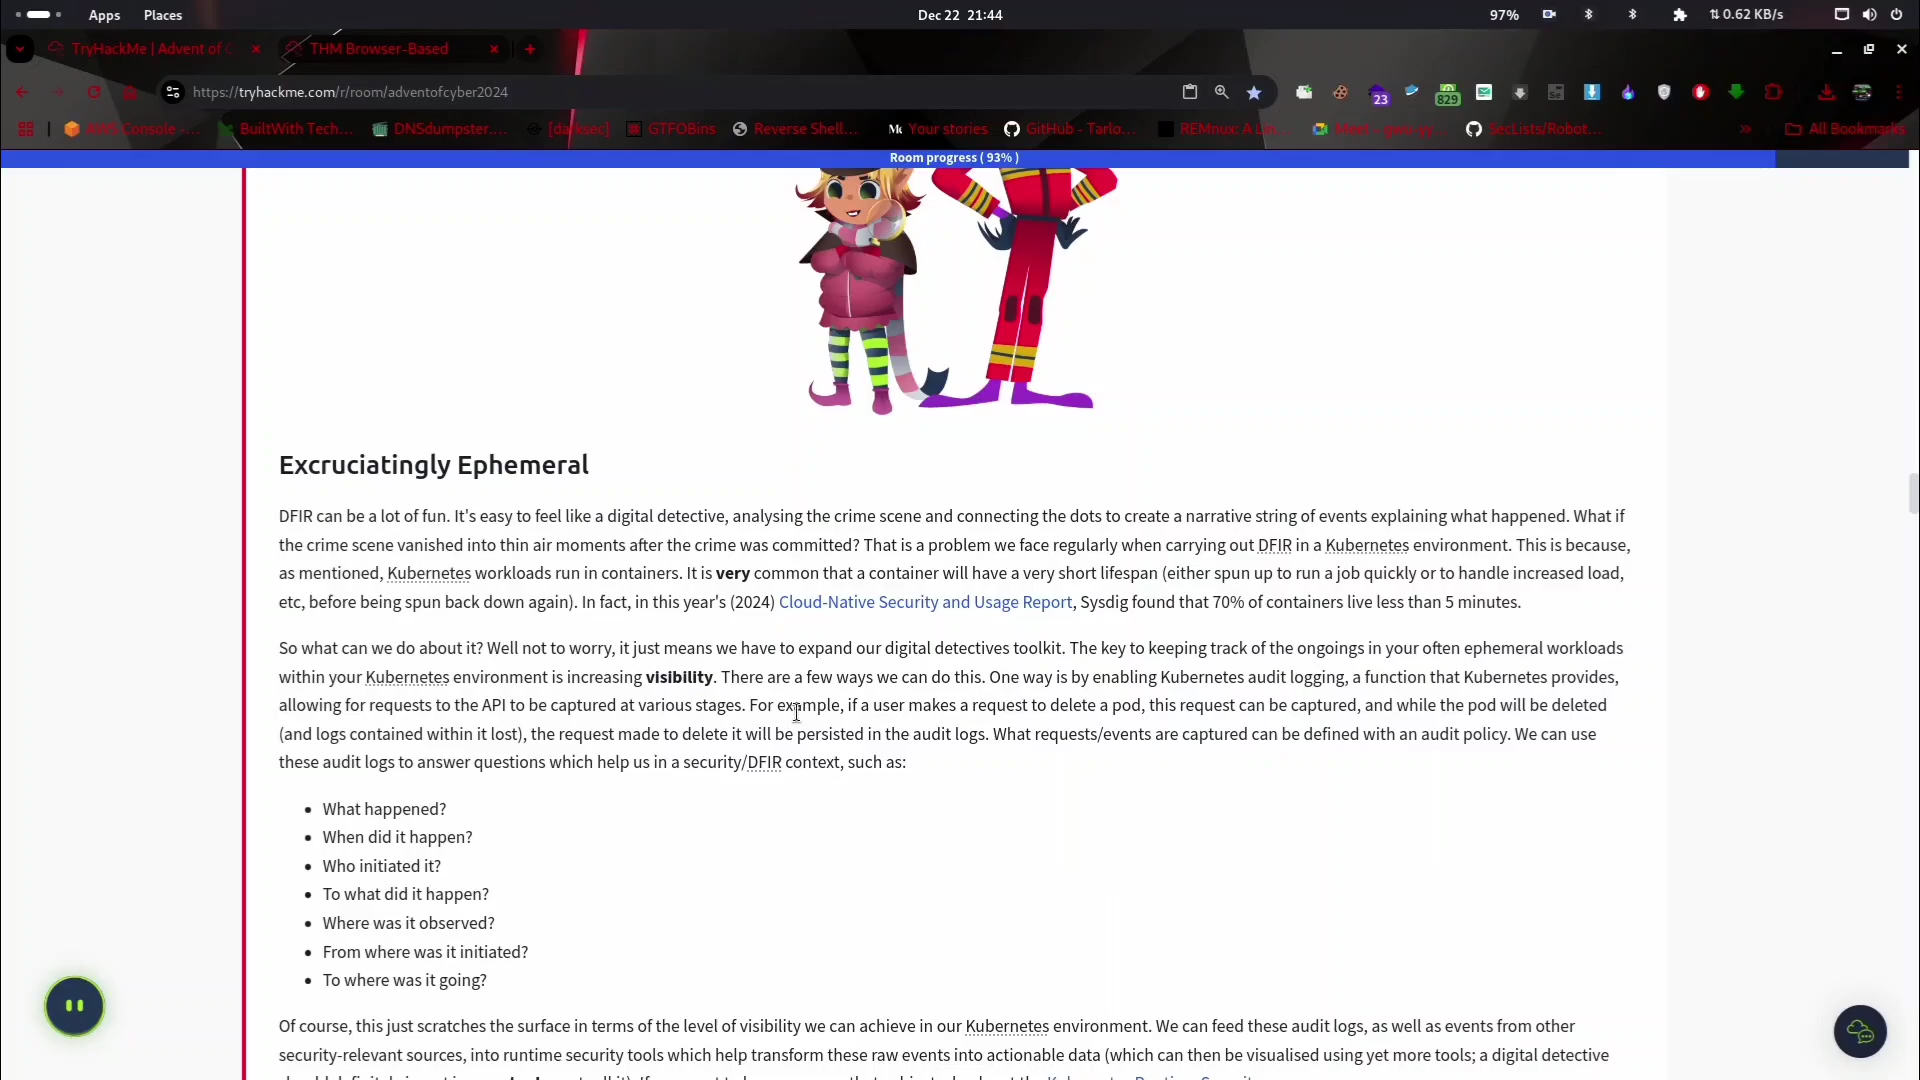 Apps Places Dec 22 21:44 97% 0.62 KB/s
TryHackMe | Advent of C THM Browser-Based
https://tryhackme.com/r/room/adventofcyber2024 23 829
AWS Console -... BuiltWith Tech... DNSdumpster.... [darksec] GTFOBins Reverse Shell... Your stories GitHub - Tarlo... REMnux: A Lin... SecLists/Robot... All Bookmarks
Room progress ( 93% )
Excruciatingly Ephemeral
DFIR can be a lot of fun. It's easy to feel like a digital detective, analysing the crime scene and connecting the dots to create a narrative string of events explaining what happened. What if
the crime scene vanished into thin air moments after the crime was committed? That is a problem we face regularly when carrying out DFIR in a Kubernetes environment. This is because,
as mentioned, Kubernetes workloads run in containers. It is very common that a container will have a very short lifespan (either spun up to run a job quickly or to handle increased load,
etc, before being spun back down again). In fact, in this year's (2024) Cloud-Native Security and Usage Report, Sysdig found that 70% of containers live less than 5 minutes.
So what can we do about it? Well not to worry, it just means we have to expand our digital detectives toolkit. The key to keeping track of the ongoings in your often ephemeral workloads
within your Kubernetes environment is increasing visibility. There are a few ways we can do this. One way is by enabling Kubernetes audit logging, a function that Kubernetes provides,
allowing for requests to the API to be captured at various stages. For example, if a user makes a request to delete a pod, this request can be captured, and while the pod will be deleted
(and logs contained within it lost), the request made to delete it will be persisted in the audit logs. What requests/events are captured can be defined with an audit policy. We can use
these audit logs to answer questions which help us in a security/DFIR context, such as:
What happened?
When did it happen?
Who initiated it?
To what did it happen?
Where was it observed?
From where was it initiated?
To where was it going?
Of course, this just scratches the surface in terms of the level of visibility we can achieve in our Kubernetes environment. We can feed these audit logs, as well as events from other
security-relevant sources, into runtime security tools which help transform these raw events into actionable data (which can then be visualised using yet more tools; a digital detective